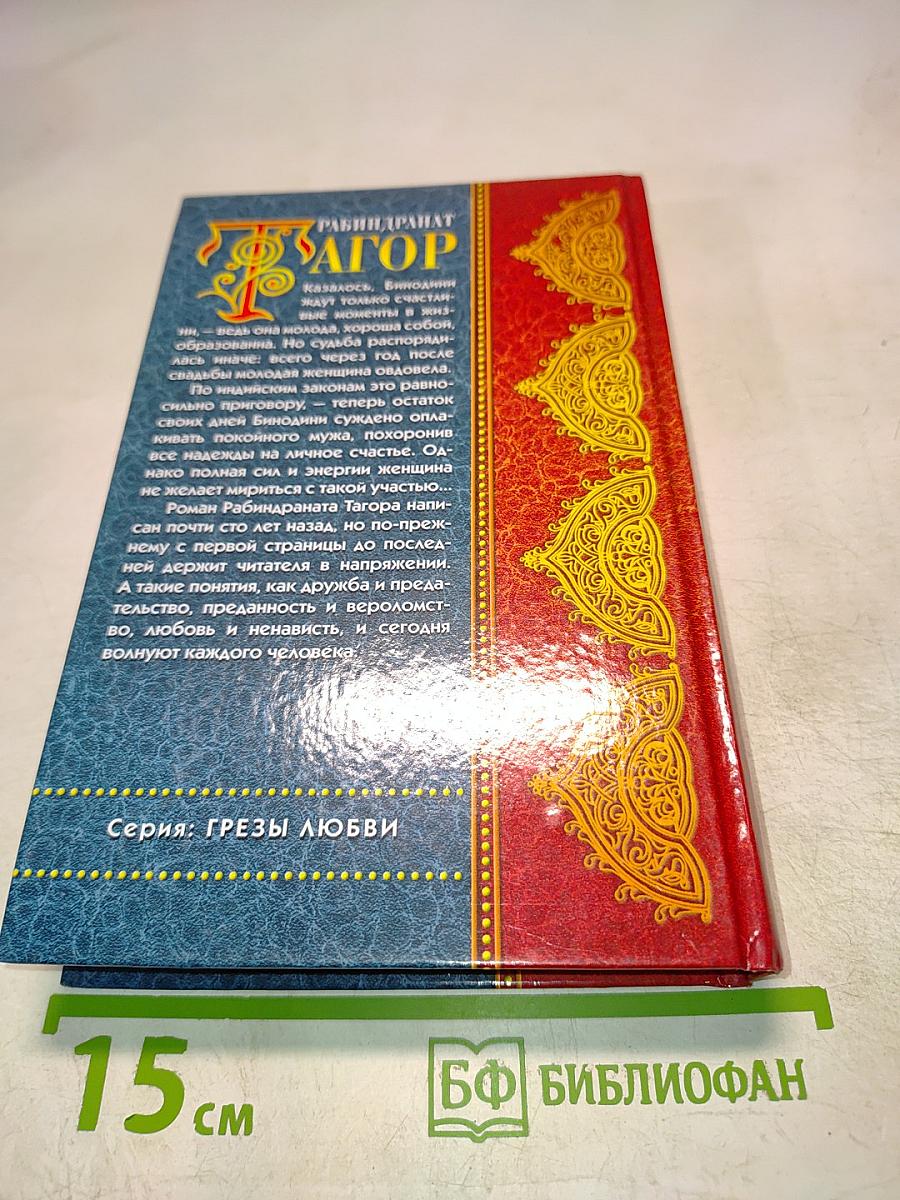 РАБИНДРАНАТ
ТАГОР
Казалось, Бинодини
ждут только счастли-
вые моменты в жиз-
ни, — ведь она молода, хороша собой,
образованна. Но судьба распоряди-
лась иначе: всего через год после
свадьбы молодая женщина овдовела.
По индийским законам это равно-
сильно приговору, — теперь остаток
своих дней Бинодини суждено опла-
кивать покойного мужа, похоронив
все надежды на личное счастье. Од-
нако полная сил и энергии женщина
не желает мириться с такой участью...
Роман Рабиндраната Тагора напи-
сан почти сто лет назад, но по-преж-
нему с первой страницы до послед-
ней держит читателя в напряжении.
А такие понятия, как дружба и преда-
тельство, преданность и вероломст-
во, любовь и ненависть, и сегодня
волнуют каждого человека.
Серия: ГРЕЗЫ ЛЮБВИ
15 см
БФ БИБЛИОФАН